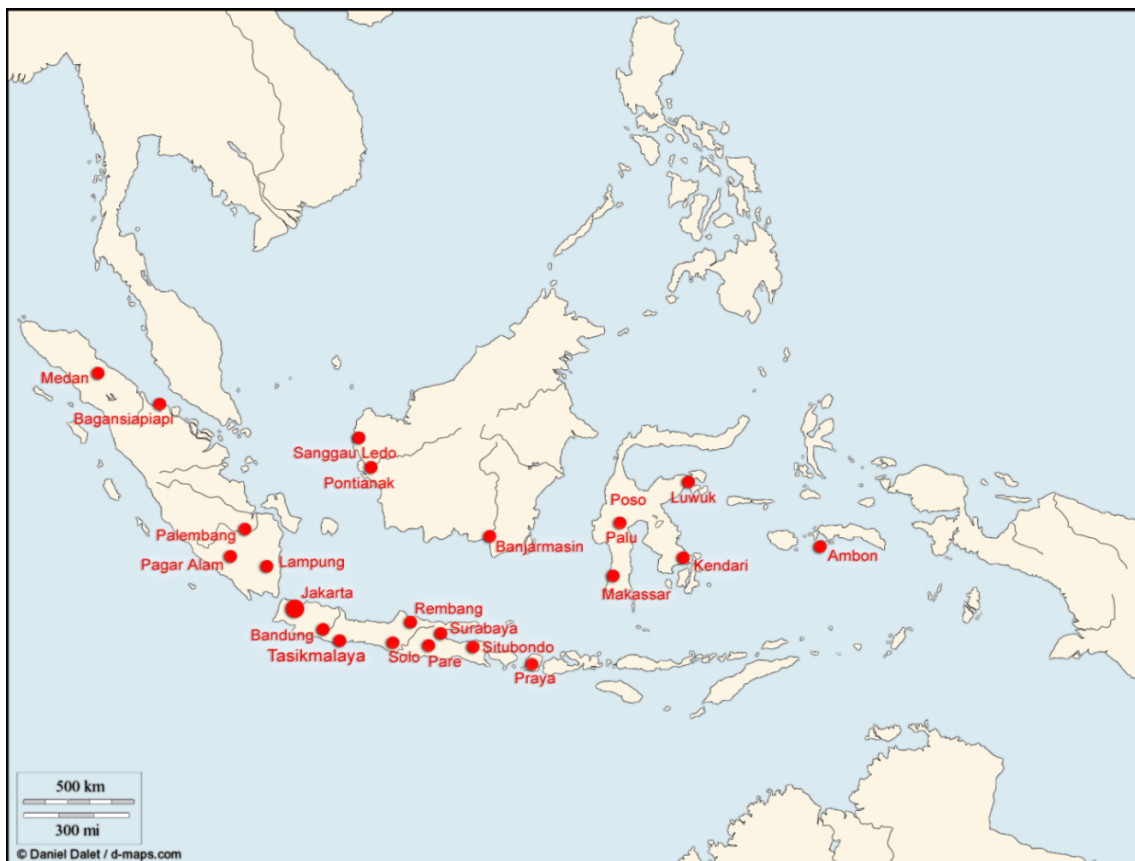 Medan
Bagansiapiapi
Sanggau Ledo
Pontianak
Luwuk
Poso
Palembang
Palu
Banjarmasin
Ambon
Pagar Alam
Lampung
Kendari
Makassar
Jakarta
Rembang
Bandung
Surabaya
Tasikmalaya
Solo
Pare
Situbondo
Praya
500 km
300 mi
© Daniel Dalet / d-maps.com